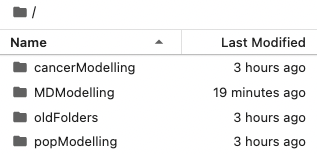 /
Name Last Modified
cancerModelling 3 hours ago
MDModelling 19 minutes ago
oldFolders 3 hours ago
popModelling 3 hours ago